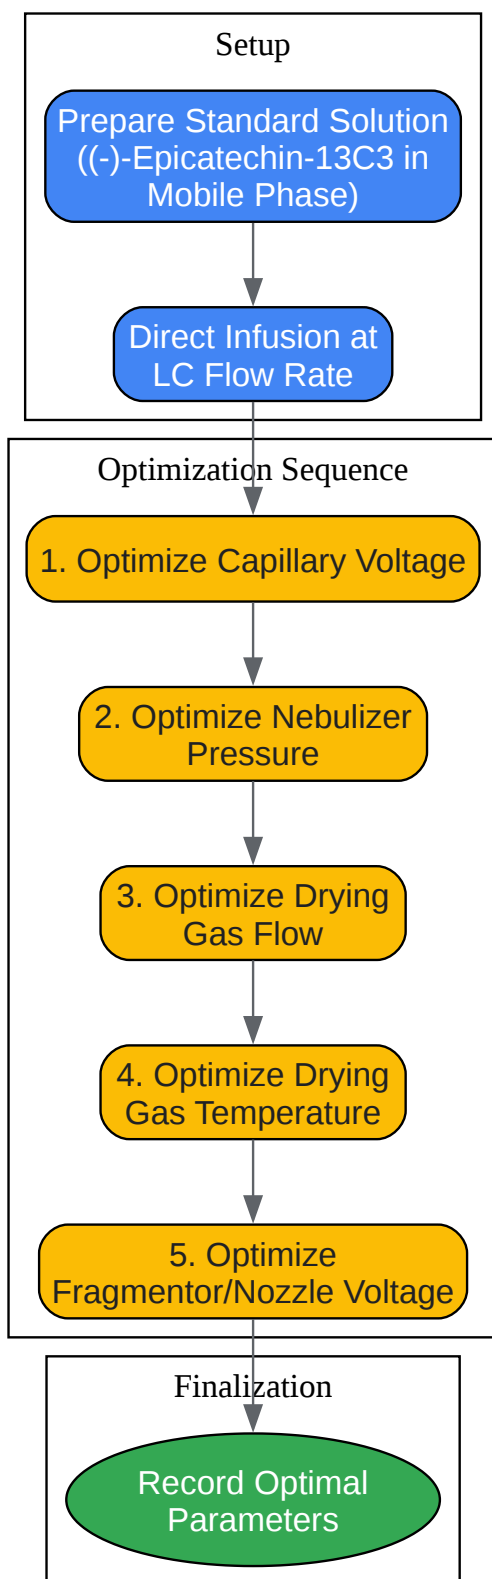 Setup
Prepare Standard Solution
((-)-Epicatechin-13C3 in
Mobile Phase)
Direct Infusion at
LC Flow Rate
Optimization Sequence
1. Optimize Capillary Voltage
2. Optimize Nebulizer
Pressure
3. Optimize Drying
Gas Flow
4. Optimize Drying
Gas Temperature
5. Optimize
Fragmentor/Nozzle Voltage
Finalization
Record Optimal
Parameters